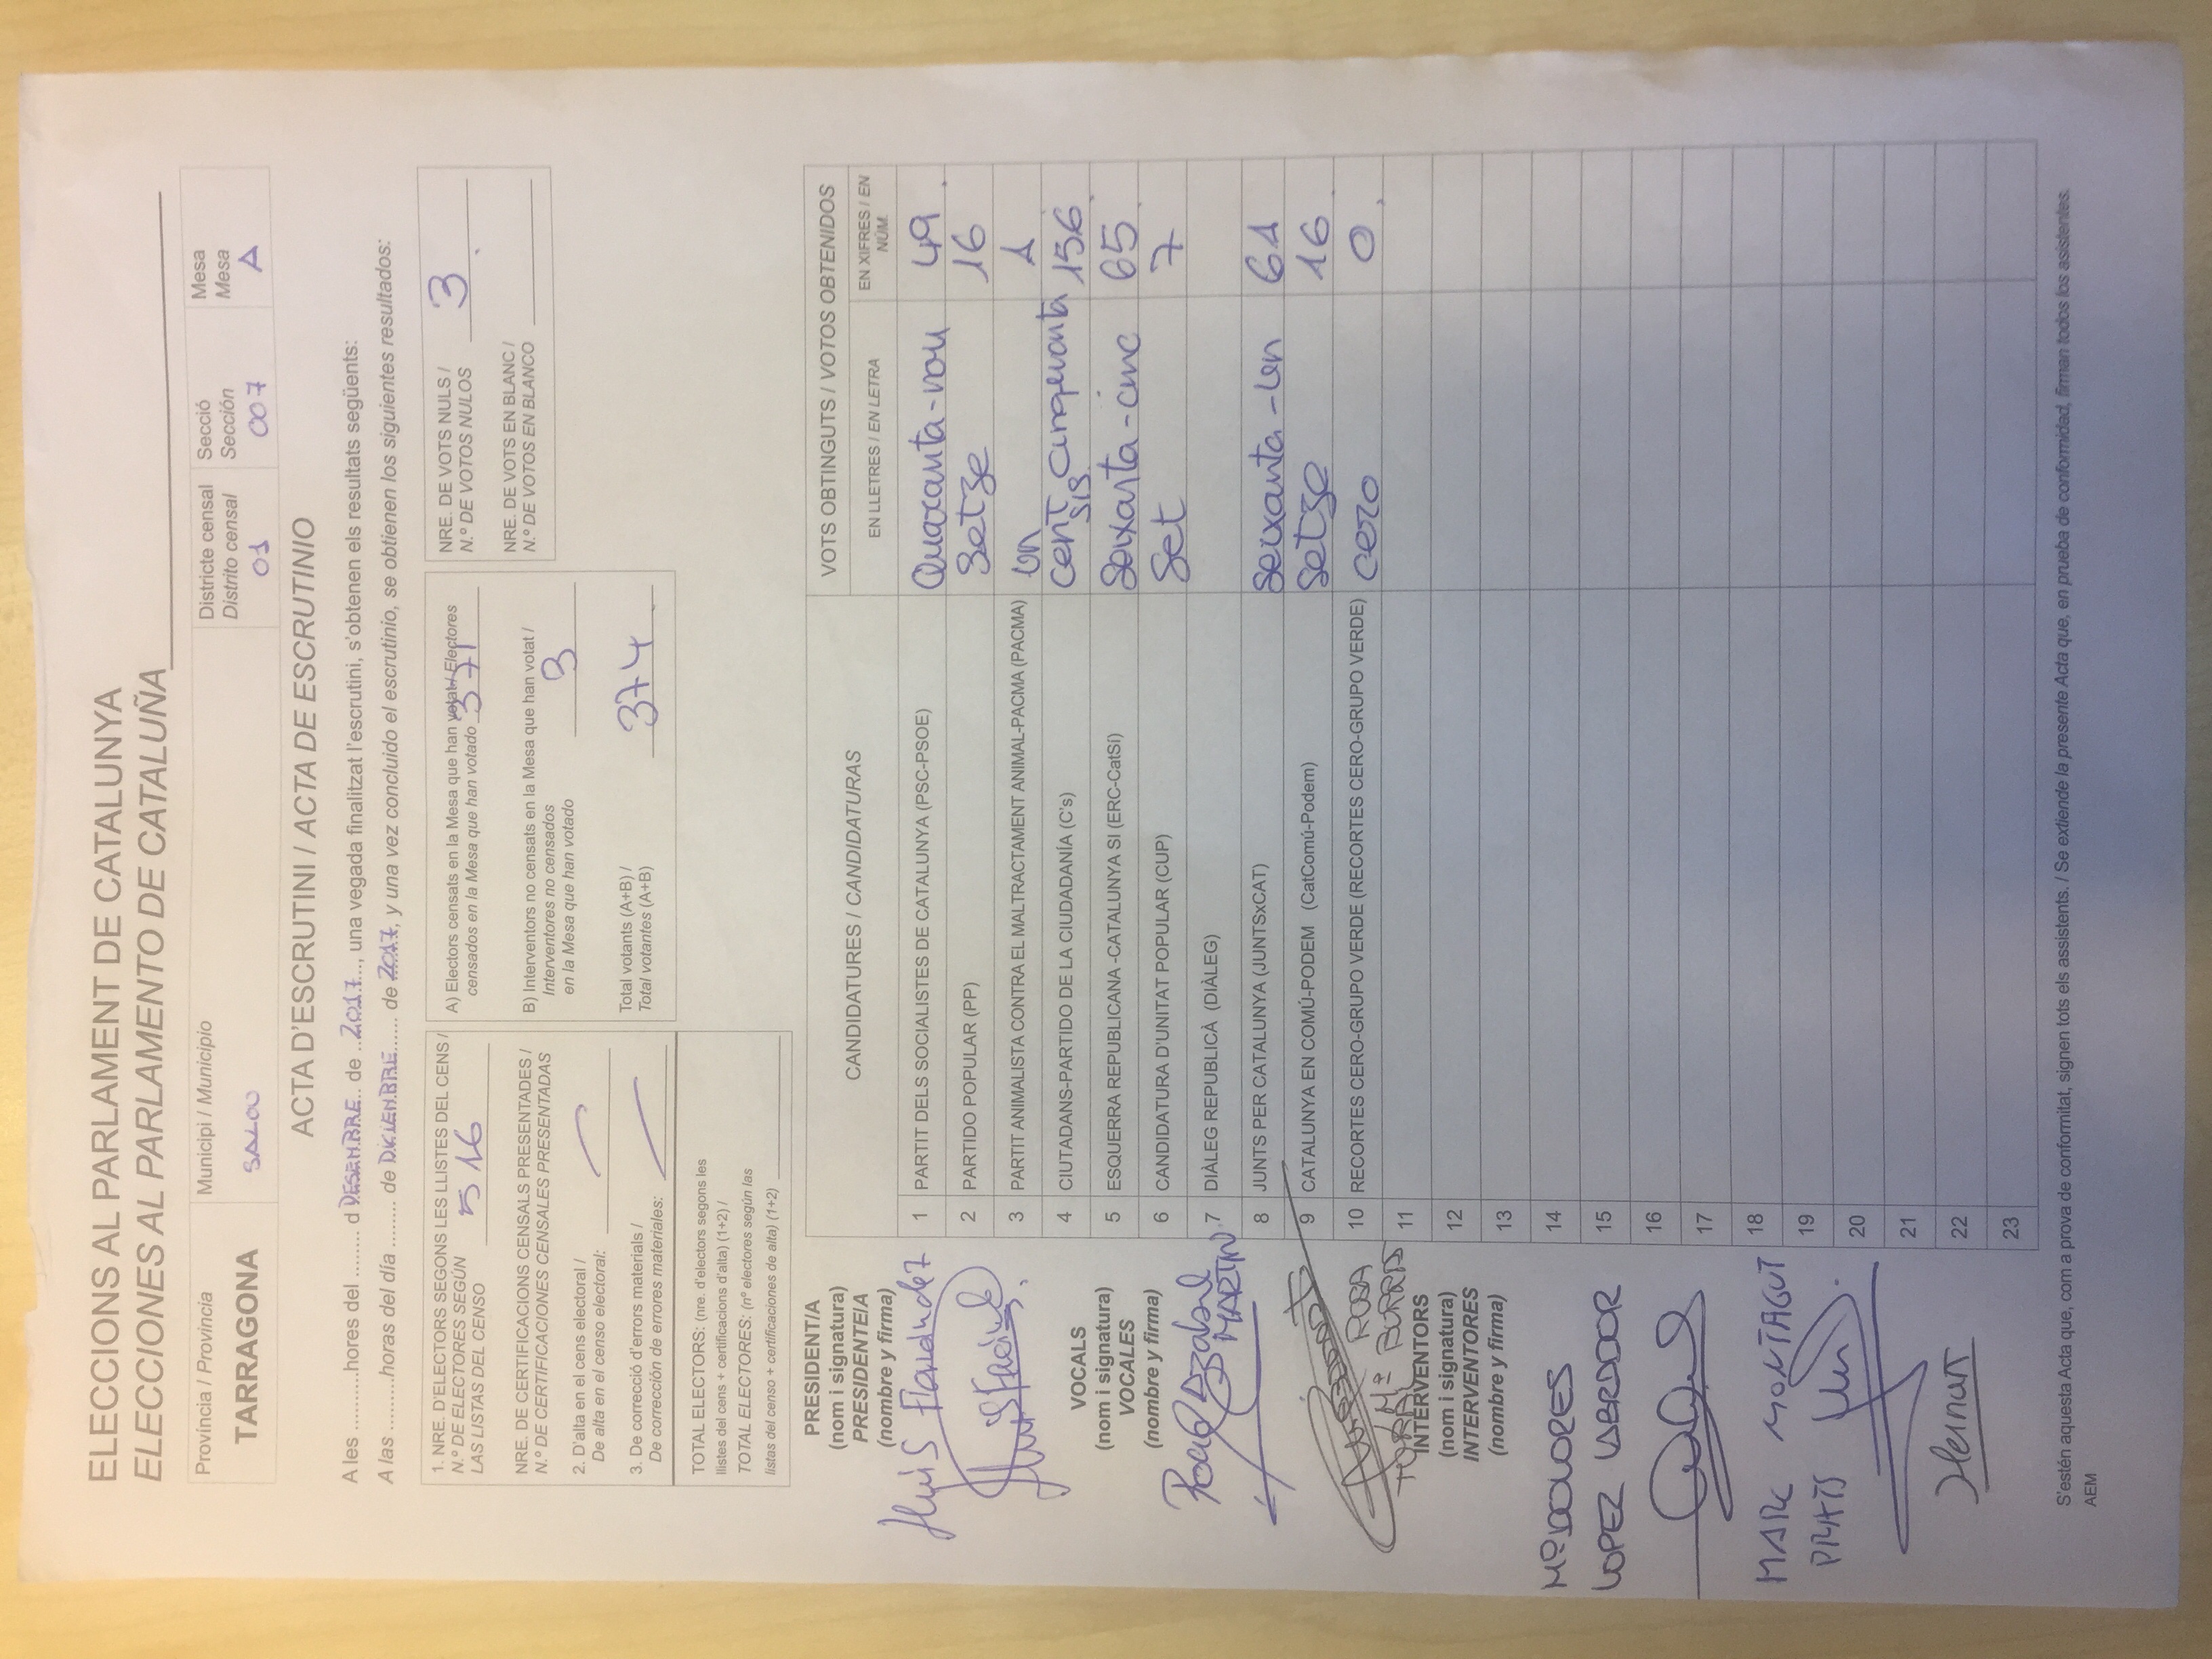 ELECCIONS AL PARLAMENT DE CATALUNYA
ELECCIONES AL PARLAMENTO DE CATALUÑA
Província / Provincia
TARRAGONA
Municipi / Municipio
SALOU
Districte censal
Distrito censal
01
Secció
Sección
007
Mesa
Mesa
A
ACTA D'ESCRUTINI / ACTA DE ESCRUTINIO
A les ..........hores del ........ d DESEMBRE.. de ..2017..., una vegada finalitzat l'escrutini, s'obtenen els resultats següents:
A las .........horas del día ........ de DICIEMBRE...... de 2017, y una vez concluido el escrutinio, se obtienen los siguientes resultados:
1. NRE. D'ELECTORS SEGONS LES LLISTES DEL CENS /
N.º DE ELECTORES SEGÚN
LAS LISTAS DEL CENSO 516
NRE. DE CERTIFICACIONS CENSALS PRESENTADES /
N.º DE CERTIFICACIONES CENSALES PRESENTADAS
2. D'alta en el cens electoral /
De alta en el censo electoral:
3. De correcció d'errors materials /
De corrección de errores materiales:
TOTAL ELECTORS: (nre. d'electors segons les
llistes del cens + certificacions d'alta) (1+2) /
TOTAL ELECTORES: (nº electores según las
listas del censo + certificaciones de alta) (1+2)
A) Electors censats en la Mesa que han votat / Electores
censados en la Mesa que han votado 371
B) Interventors no censats en la Mesa que han votat /
Interventores no censados
en la Mesa que han votado 3
Total votants (A+B) /
Total votantes (A+B) 374
NRE. DE VOTS NULS /
N.º DE VOTOS NULOS 3
NRE. DE VOTS EN BLANC /
N.º DE VOTOS EN BLANCO
PRESIDENT/A
(nom i signatura)
PRESIDENTE/A
(nombre y firma)
Lluis Fernández
VOCALS
(nom i signatura)
VOCALES
(nombre y firma)
MARTIN
ROSA
Mª BORRAS
TORAL
INTERVENTORS
(nom i signatura)
INTERVENTORES
(nombre y firma)
Mª DOLORES
LOPEZ LABRADOR
MARC MONTAGUT
PRATS
CANDIDATURES / CANDIDATURAS
VOTS OBTINGUTS / VOTOS OBTENIDOS
EN LLETRES / EN LETRA
EN XIFRES / EN
NÚM.
1 PARTIT DELS SOCIALISTES DE CATALUNYA (PSC-PSOE) Quaranta-nou 49
2 PARTIDO POPULAR (PP) Setze 16
3 PARTIT ANIMALISTA CONTRA EL MALTRACTAMENT ANIMAL-PACMA (PACMA) un 1
4 CIUTADANS-PARTIDO DE LA CIUDADANÍA (C's) cent cinquanta 156
sis
5 ESQUERRA REPUBLICANA -CATALUNYA SI (ERC-CatSí) Seixanta-cinc 65
6 CANDIDATURA D'UNITAT POPULAR (CUP) Set 7
7 DIÀLEG REPUBLICÀ (DIÀLEG)
8 JUNTS PER CATALUNYA (JUNTSxCAT) Seixanta-un 61
9 CATALUNYA EN COMÚ-PODEM (CatComú-Podem) Setze 16
10 RECORTES CERO-GRUPO VERDE (RECORTES CERO-GRUPO VERDE) cero 0
11
12
13
14
15
16
17
18
19
20
21
22
23
S'estén aquesta Acta que, com a prova de conformitat, signen tots els assistents. / Se extiende la presente Acta que, en prueba de conformidad, firman todos los asistentes.
AEM